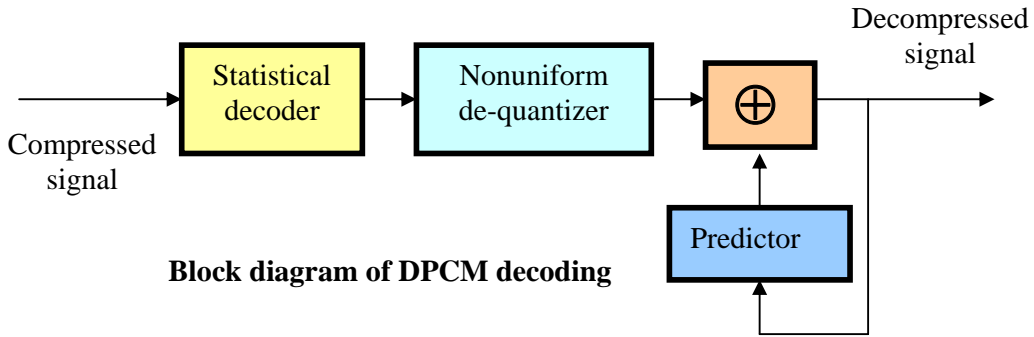 Decompressed
signal
Statistical
decoder
Nonuniform
de-quantizer
⊕
Compressed
signal
Predictor
Block diagram of DPCM decoding